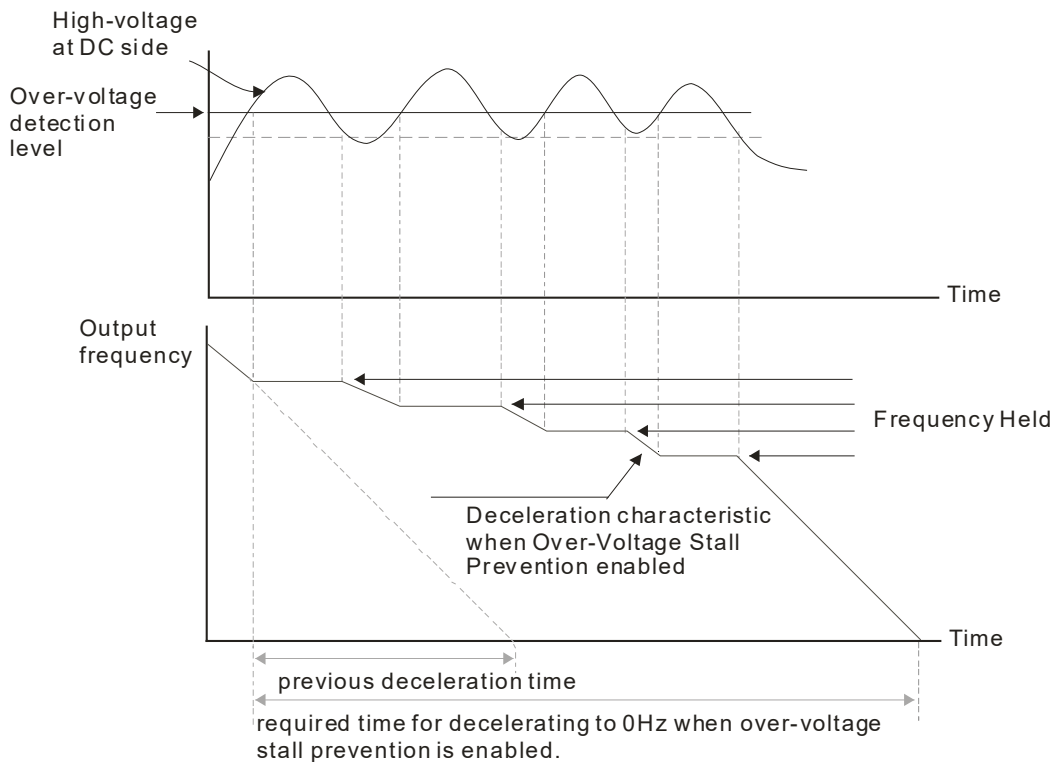 High-voltage
at DC side
Over-voltage
detection
level
Time
Output
frequency
Frequency Held
Deceleration characteristic
when Over-Voltage Stall
Prevention enabled
Time
previous deceleration time
required time for decelerating to 0Hz when over-voltage
stall prevention is enabled.